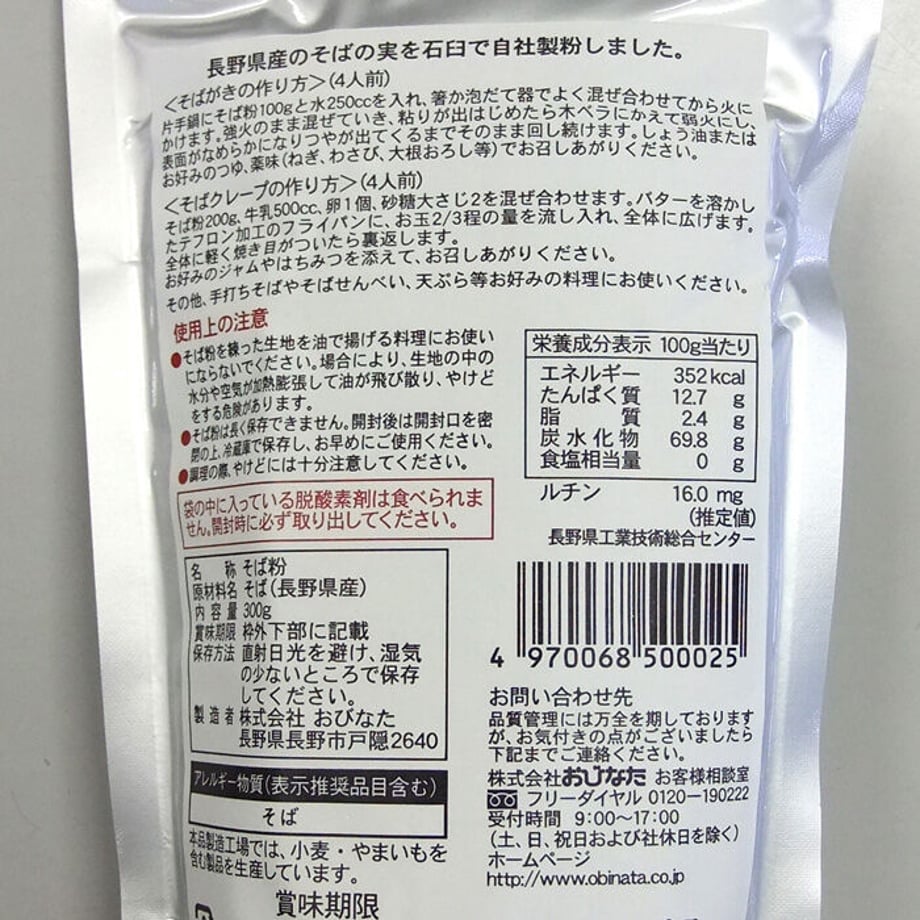 長野県産のそばの実を石臼で自社製粉しました。
＜そばがきの作り方＞(4人前)
片手鍋にそば粉100gと水250ccを入れ、箸か泡だて器でよく混ぜ合わせてから火に
かけます。強火のまま混ぜていき、粘りが出はじめたら木ベラにかえて弱火にし、
表面がなめらかになりつやが出てくるまでそのまま回し続けます。しょう油または
お好みのつゆ、薬味(ねぎ、わさび、大根おろし等)でお召しあがりください。
＜そばクレープの作り方＞(4人前)
そば粉200g、牛乳500cc、卵1個、砂糖大さじ2を混ぜ合わせます。バターを溶かし
たテフロン加工のフライパンに、お玉2/3程の量を流し入れ、全体に広げます。
全体に軽く焼き目がついたら裏返します。
お好みのジャムやはちみつを添えて、お召しあがりください。
その他、手打ちそばやそばせんべい、天ぷら等お好みの料理にお使いください。
使用上の注意
●そば粉を練った生地を油で揚げる料理にお使い
にならないでください。場合により、生地の中の
水分や空気が加熱膨張して油が飛び散り、やけど
をする危険があります。
●そば粉は長く保存できません。開封後は開封口を密
閉の上、冷蔵庫で保存し、お早めにご使用ください。
●調理の際、やけどには十分注意してください。
袋の中に入っている脱酸素剤は食べられま
せん。開封時に必ず取り出してください。
名称 そば粉
原材料名 そば(長野県産)
内容量 300g
賞味期限 枠外下部に記載
保存方法 直射日光を避け、湿気
の少ないところで保存
してください。
製造者 株式会社 おびなた
長野県長野市戸隠2640
アレルギー物質(表示推奨品目含む)
そば
本品製造工場では、小麦・やまいもを
含む製品を生産しています。
賞味期限
栄養成分表示 100g当たり
エネルギー 352kcal
たんぱく質 12.7 g
脂質 2.4 g
炭水化物 69.8 g
食塩相当量 0 g
ルチン 16.0 mg
(推定値)
長野県工業技術総合センター
4 970068 500025
お問い合わせ先
品質管理には万全を期しております
が、お気付きの点がございましたら
下記までご連絡ください。
株式会社おびなた お客様相談室
フリーダイヤル 0120-190222
受付時間 9:00〜17:00
(土、日、祝日および社休日を除く)
ホームページ
http://www.obinata.co.jp